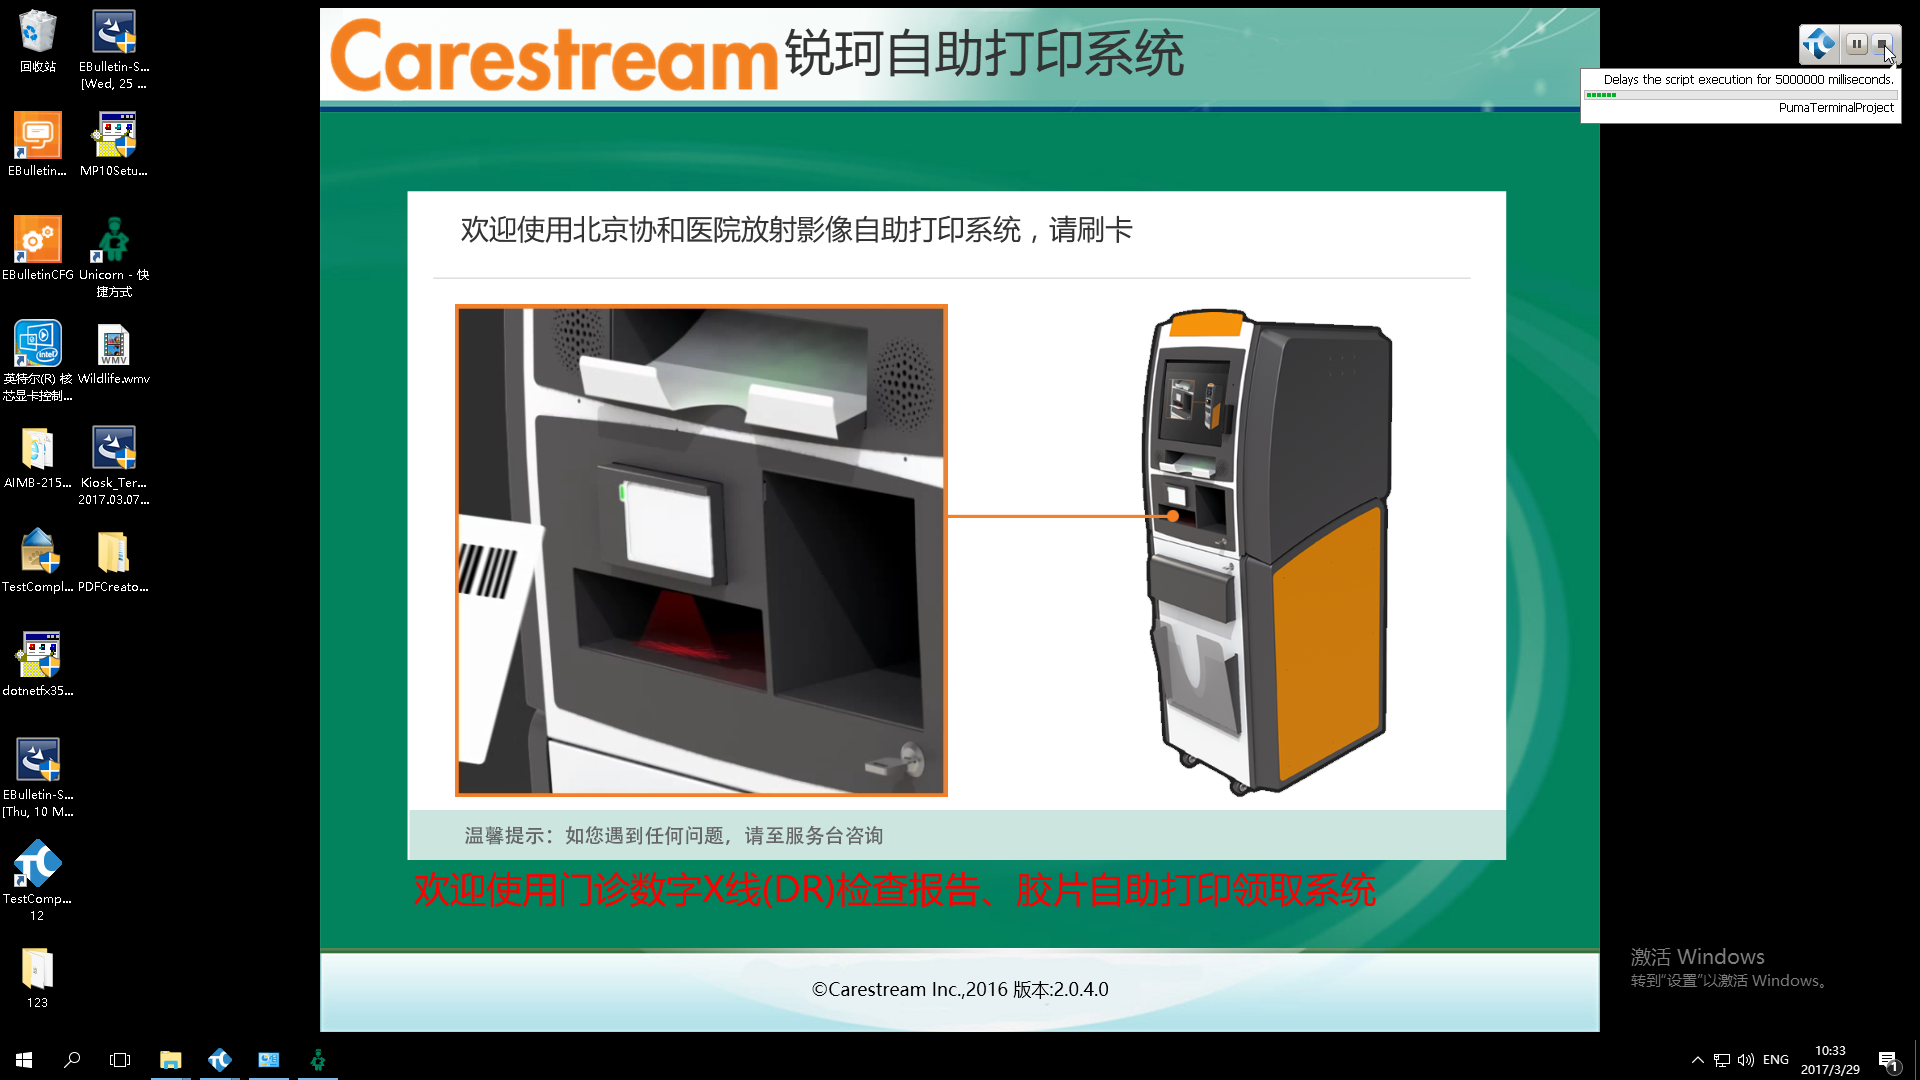 回收站
EBulletin-S...
[Wed, 25 ...
EBulletin...
MP10Setu...
EBulletinCFG
Unicorn - 快
捷方式
英特尔(R) 核
芯显卡控制...
Wildlife.wmv
WMV
AIMB-215...
Kiosk_Ter...
2017.03.07...
TestCompl...
PDFCreato...
dotnetfx35...
EBulletin-S...
[Thu, 10 M...
TestComp...
12
123
Carestream 锐珂自助打印系统
Delays the script execution for 5000000 milliseconds.
PumaTerminalProject
欢迎使用北京协和医院放射影像自助打印系统，请刷卡
温馨提示：如您遇到任何问题，请至服务台咨询
欢迎使用门诊数字X线(DR)检查报告、胶片自助打印领取系统
©Carestream Inc.,2016 版本:2.0.4.0
激活 Windows
转到“设置”以激活 Windows。
ENG
10:33
2017/3/29
1